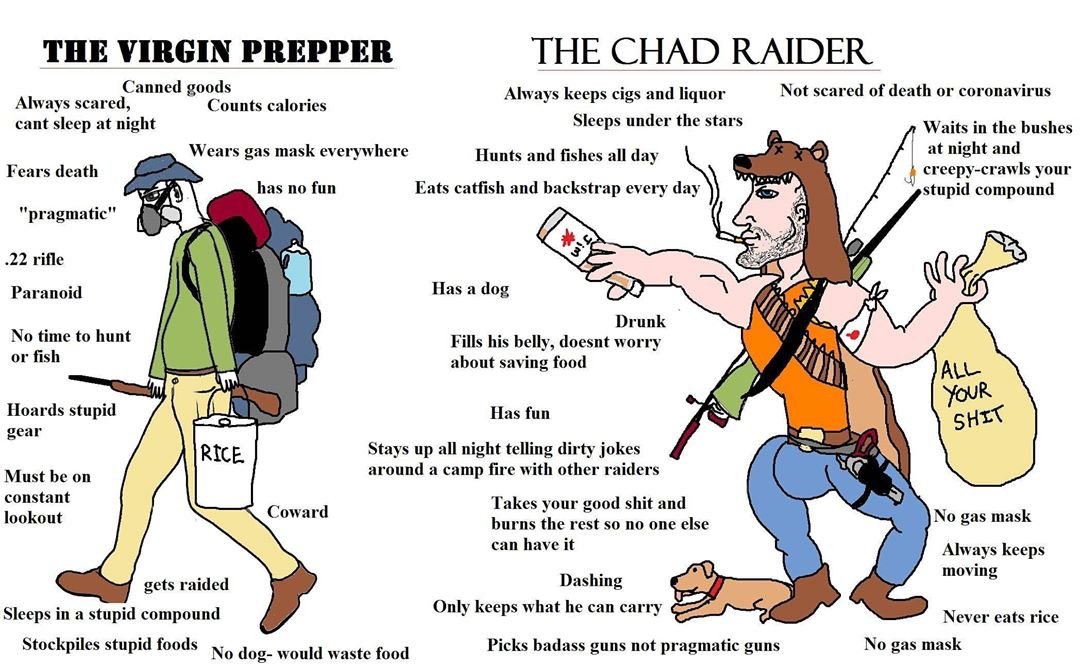 THE VIRGIN PREPPER
Canned goods
Always scared,
cant sleep at night
Counts calories
Wears gas mask everywhere
Fears death
has no fun
"pragmatic"
.22 rifle
Paranoid
No time to hunt
or fish
Hoards stupid
gear
RICE
Must be on
constant
lookout
Coward
gets raided
Sleeps in a stupid compound
Stockpiles stupid foods
No dog- would waste food
THE CHAD RAIDER
Always keeps cigs and liquor
Not scared of death or coronavirus
Sleeps under the stars
Waits in the bushes
at night and
creepy-crawls your
stupid compound
Hunts and fishes all day
Eats catfish and backstrap every day
Has a dog
Drunk
Fills his belly, doesnt worry
about saving food
ALL
YOUR
SHIT
Has fun
Stays up all night telling dirty jokes
around a camp fire with other raiders
Takes your good shit and
burns the rest so no one else
can have it
No gas mask
Always keeps
moving
Dashing
Only keeps what he can carry
Never eats rice
Picks badass guns not pragmatic guns
No gas mask